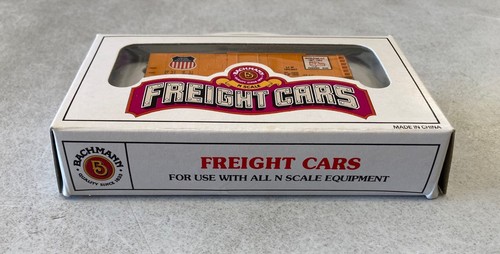 BACHMANN
N SCALE
FREIGHT CARS
MADE IN CHINA
BACHMANN
B
QUALITY SINCE 1833
FREIGHT CARS
FOR USE WITH ALL N SCALE EQUIPMENT